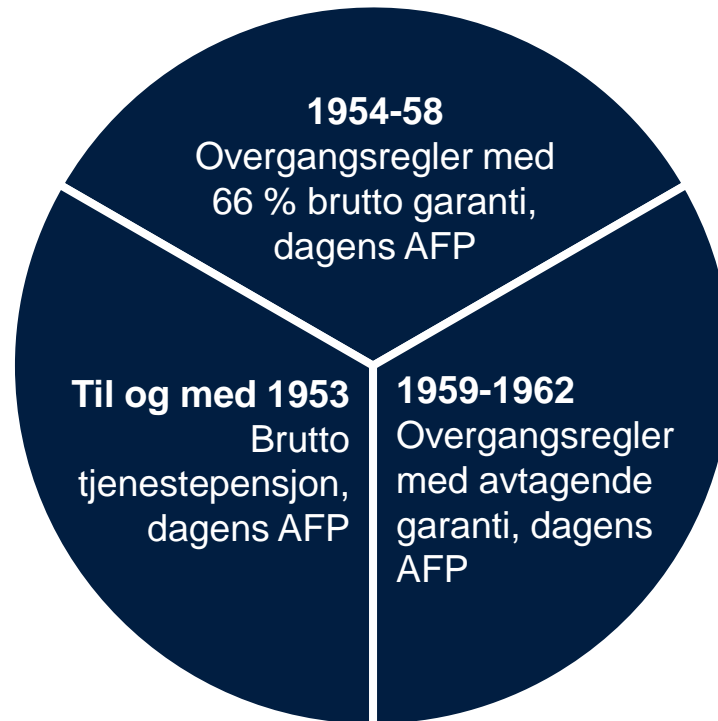 1954-58
Overgangsregler med
66 % brutto garanti,
dagens AFP
Til og med 1953
Brutto
tjenestepensjon,
dagens AFP
1959-1962
Overgangsregler
med avtagende
garanti, dagens
AFP